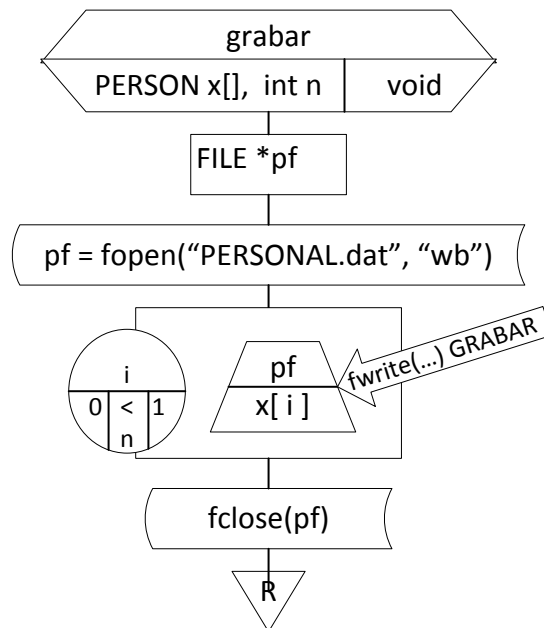 grabar
PERSON x[], int n void
FILE *pf
pf = fopen(“PERSONAL.dat”, “wb”)
i
0 < 1
n
pf
x[ i ]
fwrite(...) GRABAR
fclose(pf)
R